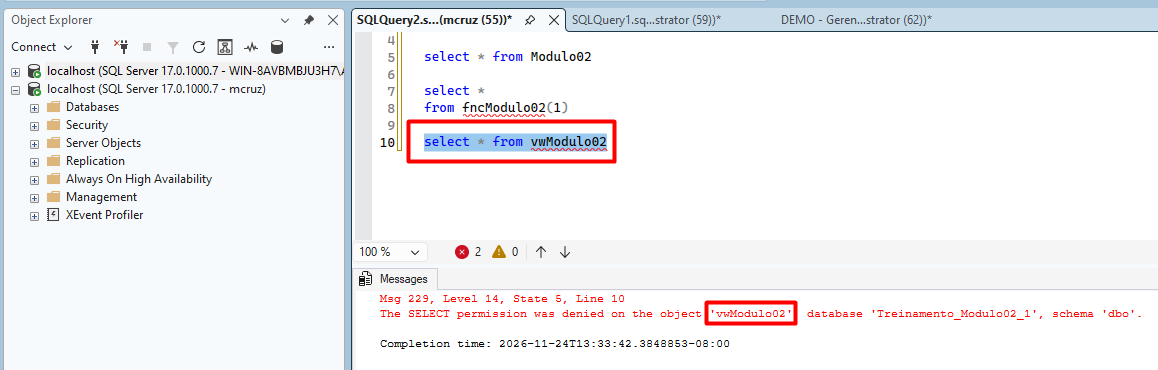 Object Explorer
Connect
localhost (SQL Server 17.0.1000.7 - WIN-8AVBMBJU3H7\A
localhost (SQL Server 17.0.1000.7 - mcruz)
Databases
Security
Server Objects
Replication
Always On High Availability
Management
XEvent Profiler
SQLQuery2.s...(mcruz (55))*
SQLQuery1.sq...strator (59))*
DEMO - Geren...strator (62))*
4
5 select * from Modulo02
6
7 select *
8 from fncModulo02(1)
9
10 select * from vwModulo02
100 %
2
0
Messages
Msg 229, Level 14, State 5, Line 10
The SELECT permission was denied on the object 'vwModulo02' database 'Treinamento_Modulo02_1', schema 'dbo'.
Completion time: 2026-11-24T13:33:42.3848853-08:00